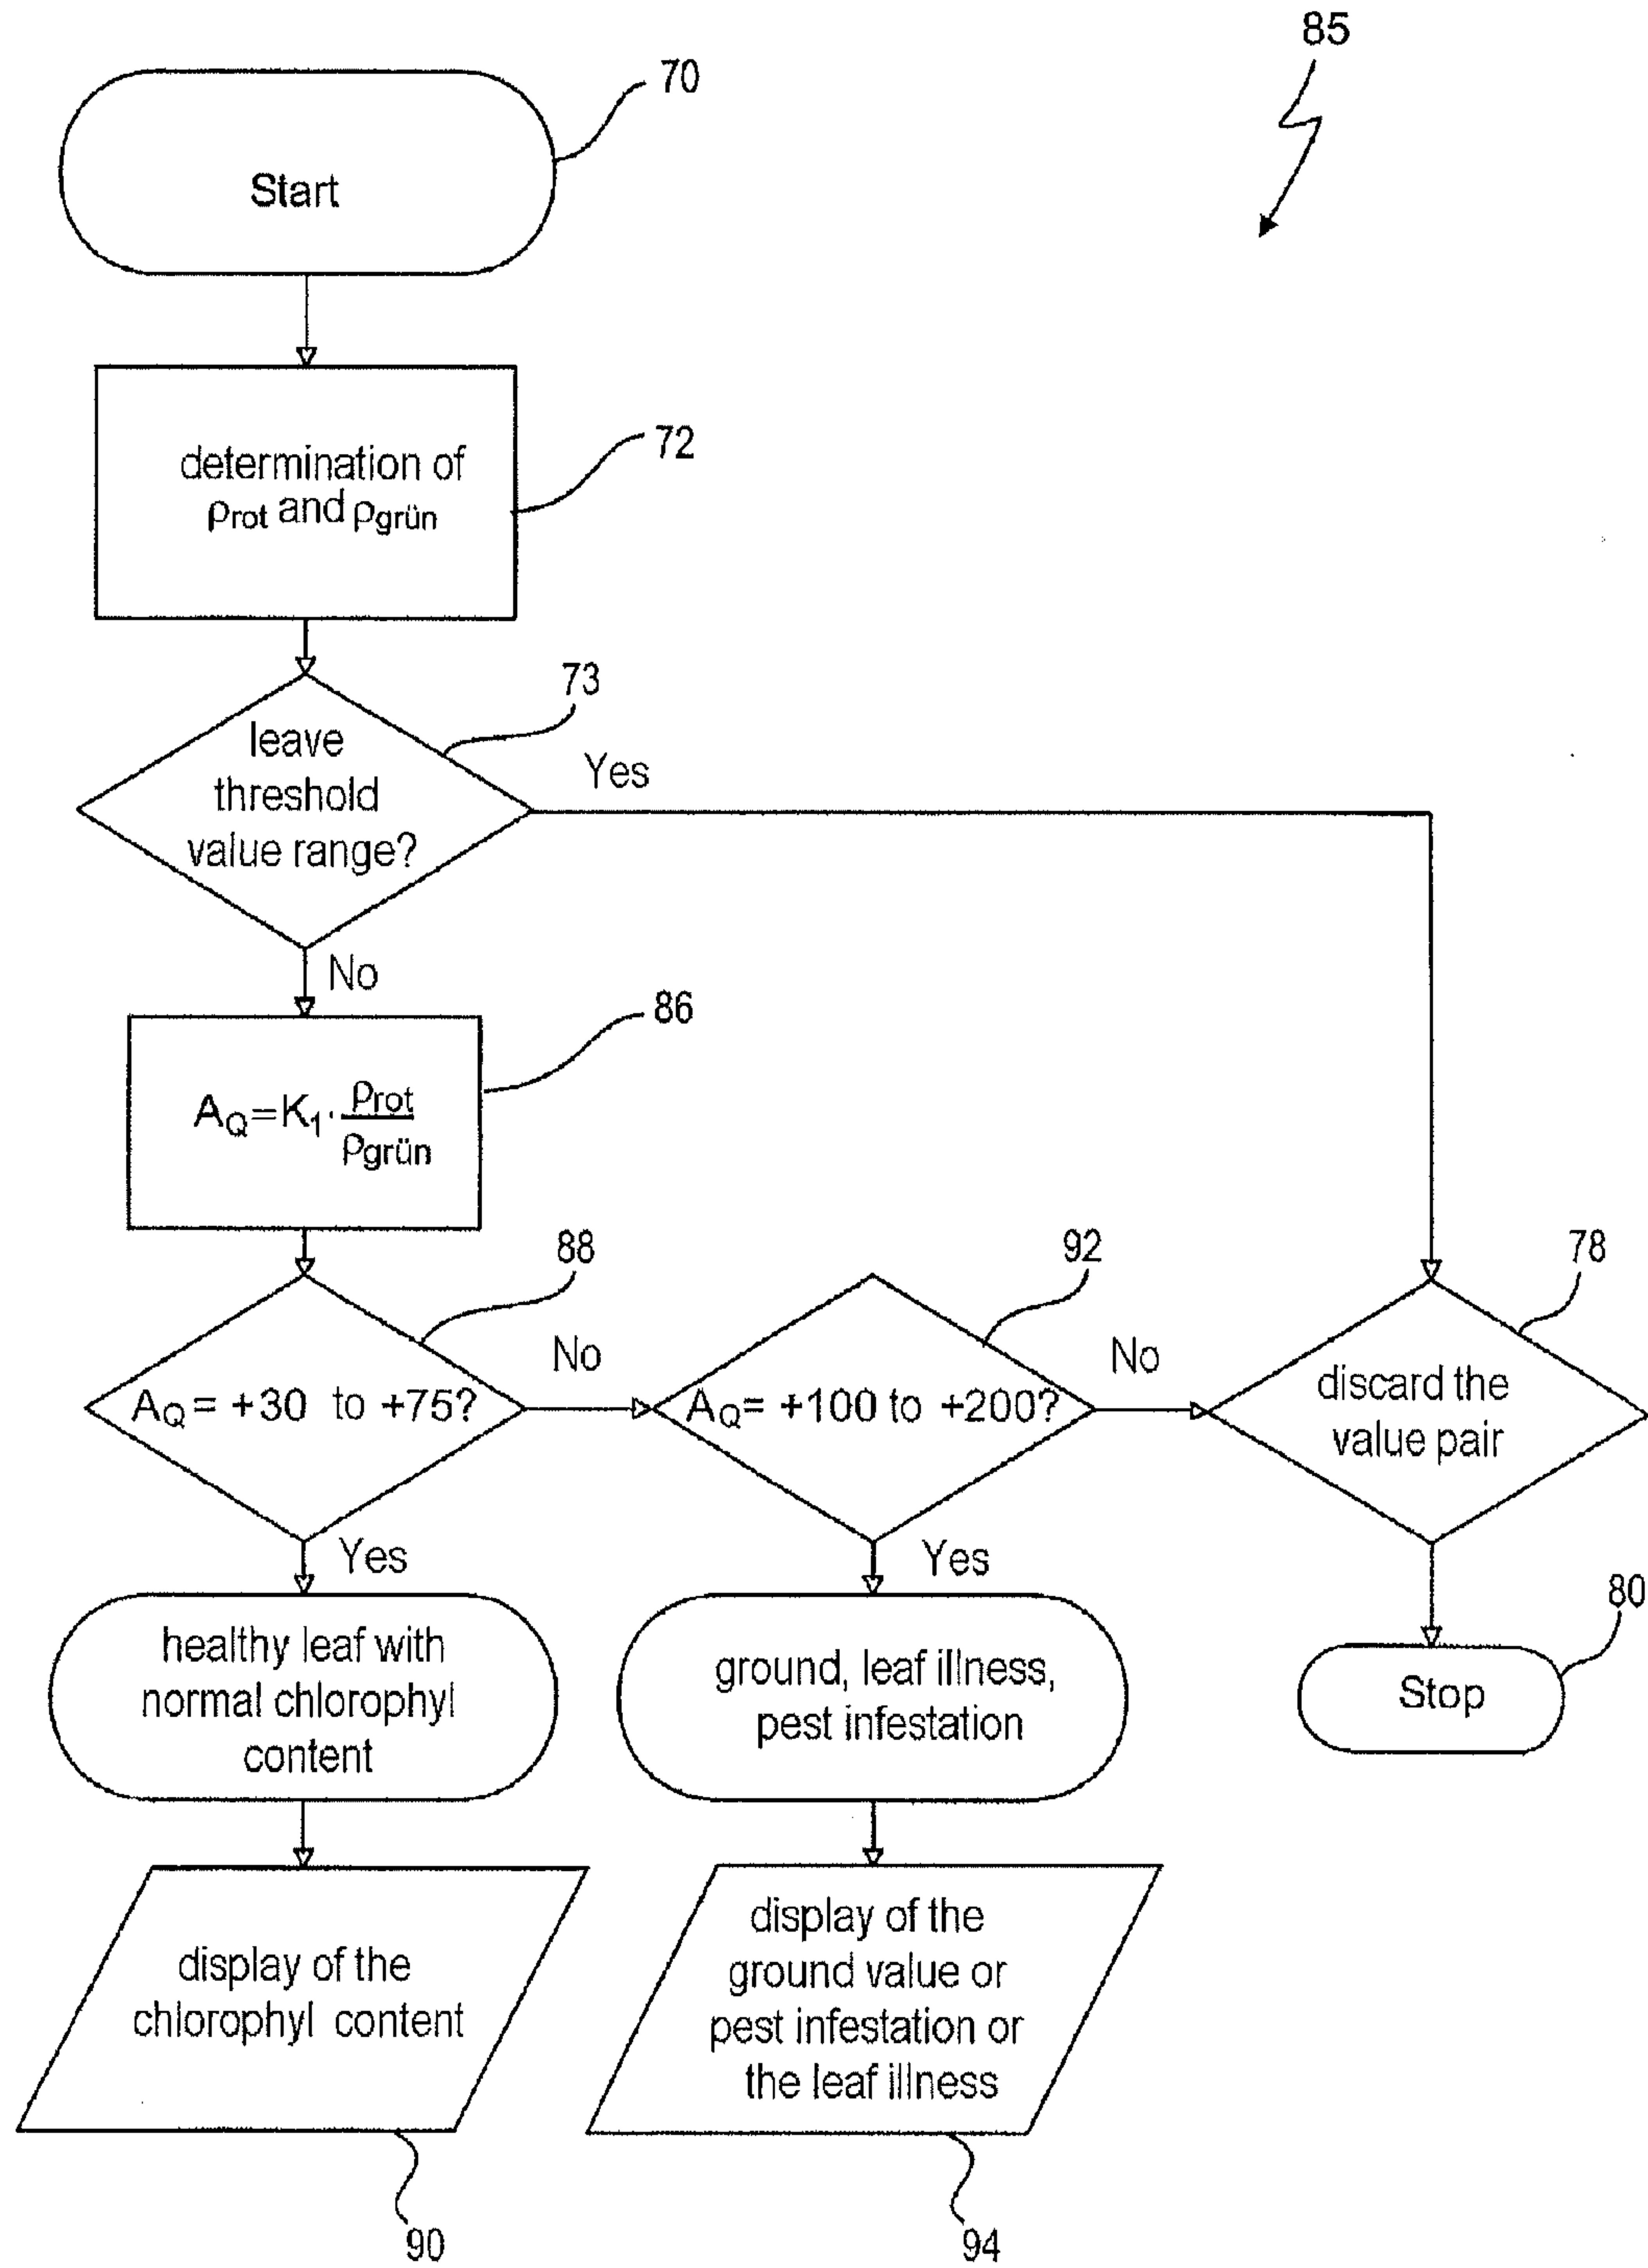 85
70
Start
72
determination of
ρrot and ρgrün
73
leave
threshold
value range?
Yes
No
86
AQ=K1· ρrot
ρgrün
88
92
78
AQ= +30 to +75?
No
AQ= +100 to +200?
No
discard the
value pair
Yes
Yes
80
healthy leaf with
normal chlorophyl
content
ground, leaf illness,
pest infestation
Stop
display of the
chlorophyl content
display of the
ground value or
pest infestation or
the leaf illness
90
94